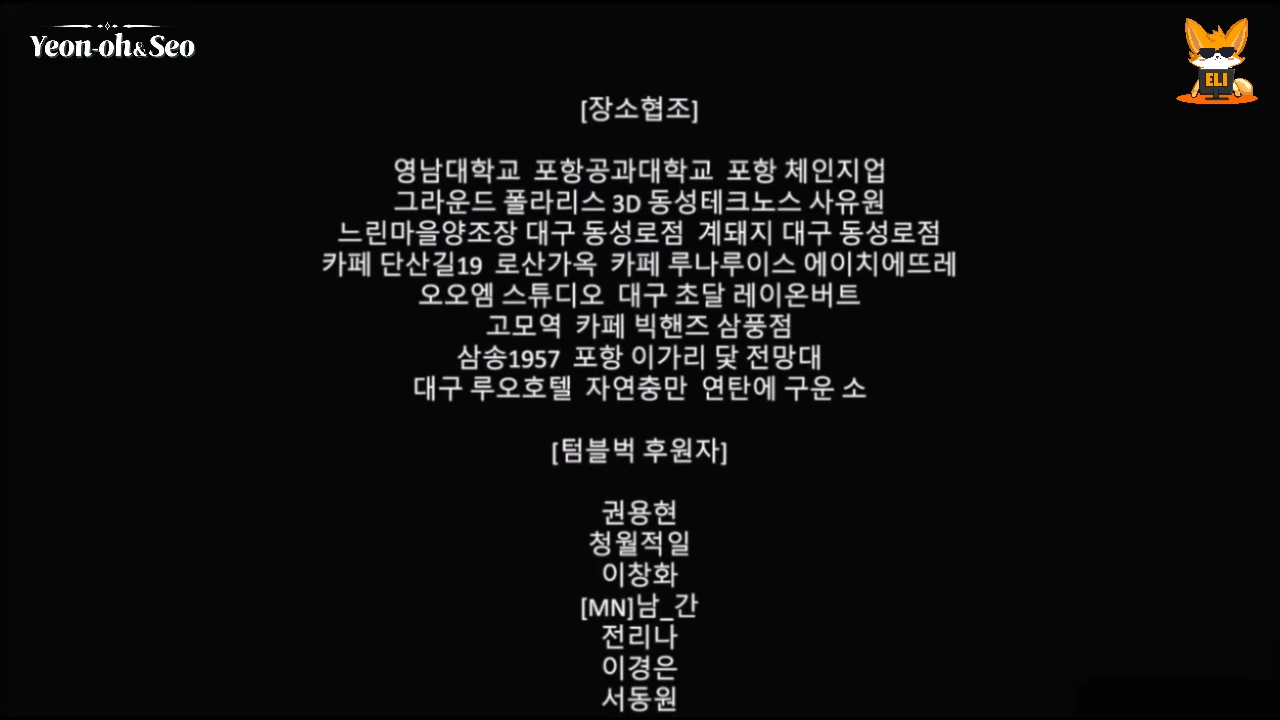 Yeon-oh&Seo
ELI
[장소협조]
영남대학교 포항공과대학교 포항 체인지업
그라운드 폴라리스 3D 동성테크노스 사유원
느린마을양조장 대구 동성로점 계돼지 대구 동성로점
카페 단산길19 로산가옥 카페 루나루이스 에이치에뜨레
오오엠 스튜디오 대구 초달 레이온버트
고모역 카페 빅핸즈 삼풍점
삼송1957 포항 이가리 닻 전망대
대구 루오호텔 자연충만 연탄에 구운 소
[텀블벅 후원자]
권용현
청월적일
이창화
[MN]남_간
전리나
이경은
서동원